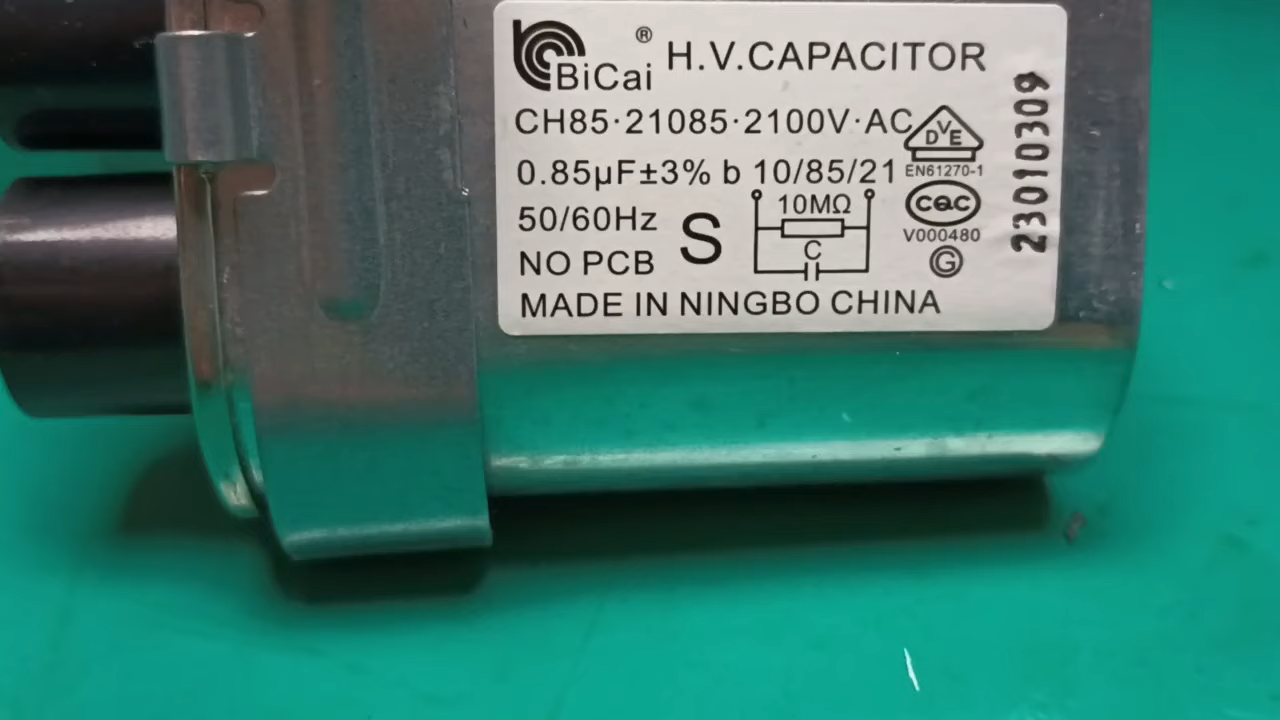 BiCai ® H.V.CAPACITOR
CH85·21085·2100V·AC
DVE
0.85µF±3% b 10/85/21
EN61270-1
50/60Hz
S
10MΩ
C
CQC
V000480
NO PCB
G
MADE IN NINGBO CHINA
23010309